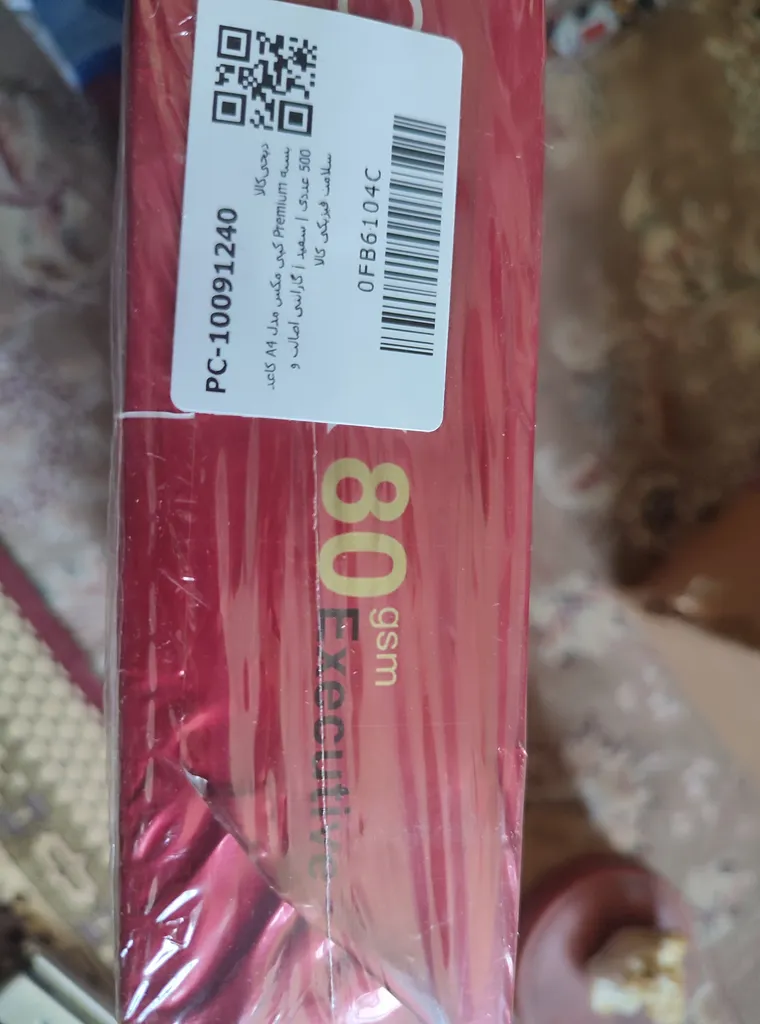 PC-10091240
کاغذ A4 کپی مکس مدل Premium بسته
500 عددی | سفید | گارانتی اصالت و
سلامت فیزیکی کالا
دیجی‌کالا
0FB6104C
80 gsm
Executive